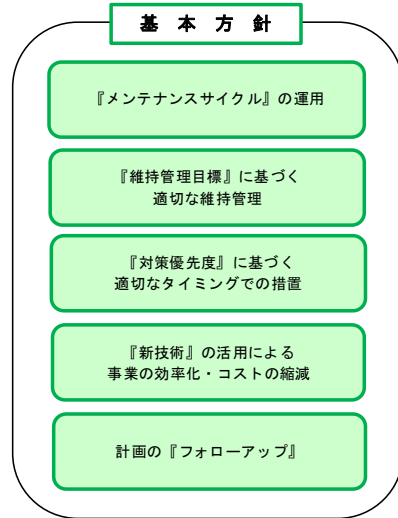 基本方針
『メンテナンスサイクル』の運用
『維持管理目標』に基づく
適切な維持管理
『対策優先度』に基づく
適切なタイミングでの措置
『新技術』の活用による
事業の効率化・コストの縮減
計画の『フォローアップ』